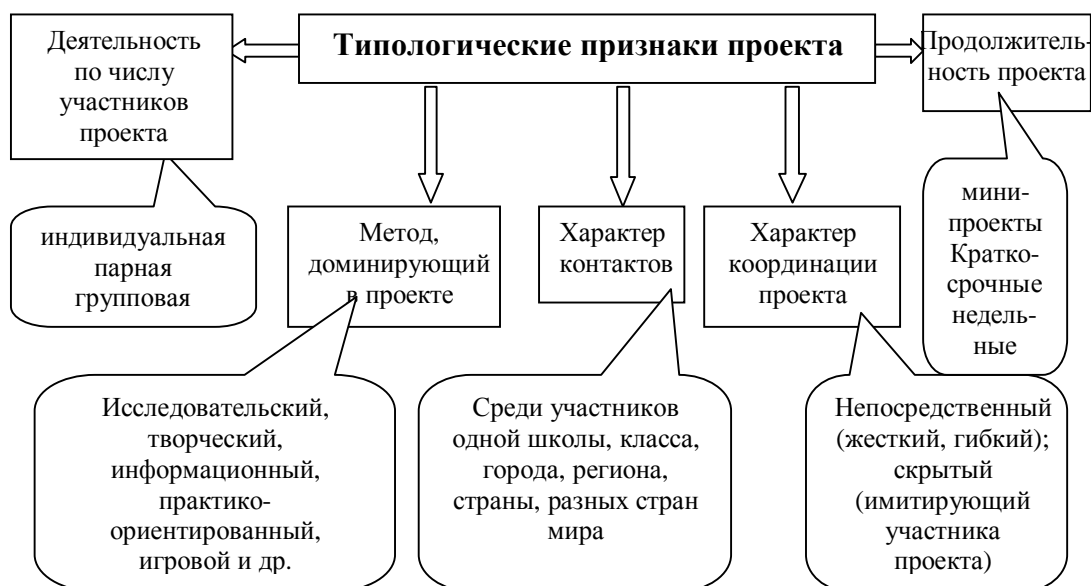 Типологические признаки проекта
Деятельность
по числу
участников
проекта
индивидуальная
парная
групповая
Метод,
доминирующий
в проекте
Исследовательский,
творческий,
информационный,
практико-
ориентированный,
игровой и др.
Характер
контактов
Среди участников
одной школы, класса,
города, региона,
страны, разных стран
мира
Характер
координации
проекта
Непосредственный
(жесткий, гибкий);
скрытый
(имитирующий
участника
проекта)
Продолжитель-
ность проекта
мини-
проекты
Кратко-
срочные
недель-
ные